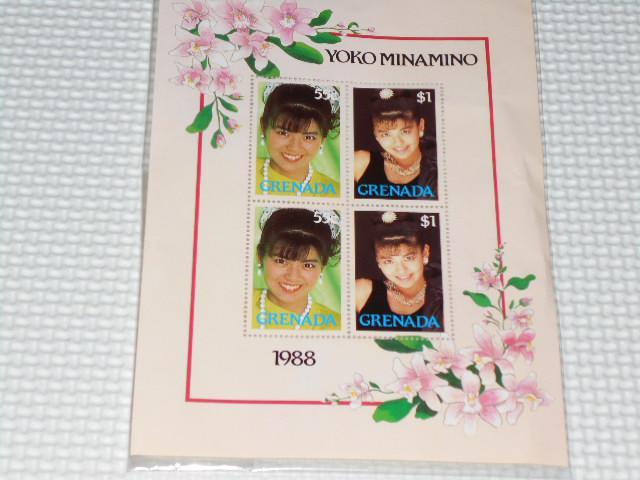 YOKO MINAMINO
55¢ $1
GRENADA GRENADA
55¢ $1
GRENADA GRENADA
1988